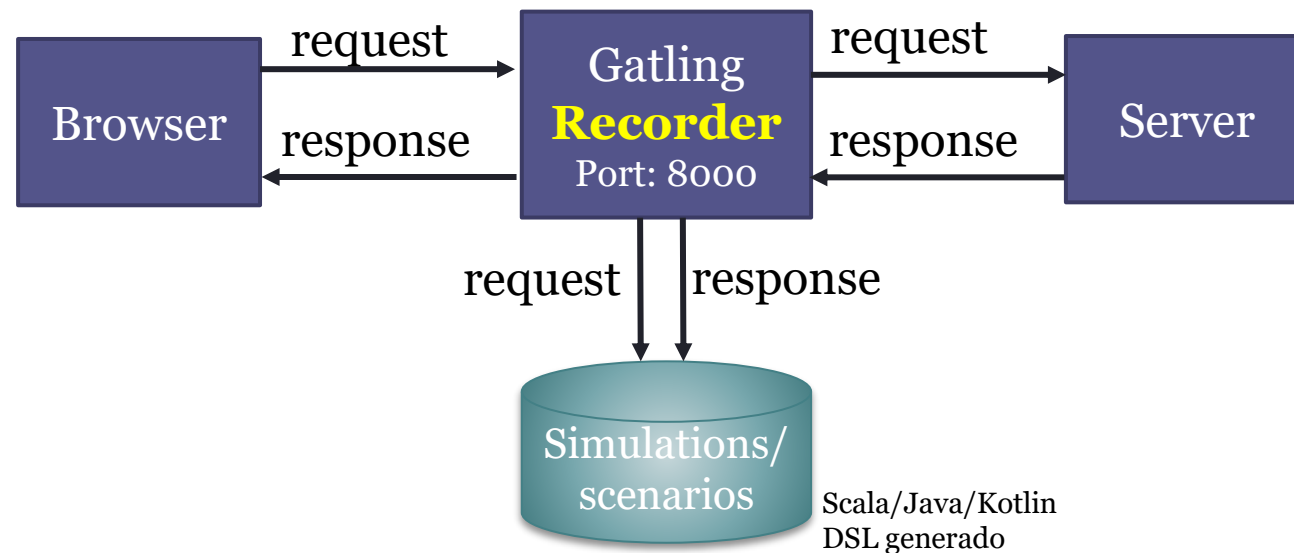 request
request
Gatling
Browser
Recorder
Server
response
response
Port: 8000
request
response
Simulations/
scenarios
Scala/Java/Kotlin
DSL generado